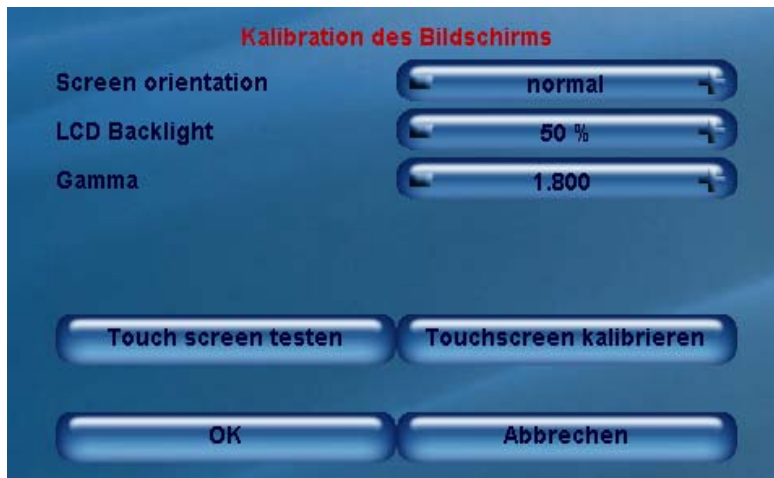 Kalibration des Bildschirms
Screen orientation - normal +
LCD Backlight - 50 % +
Gamma - 1.800 +
Touch screen testen Touchscreen kalibrieren
OK Abbrechen